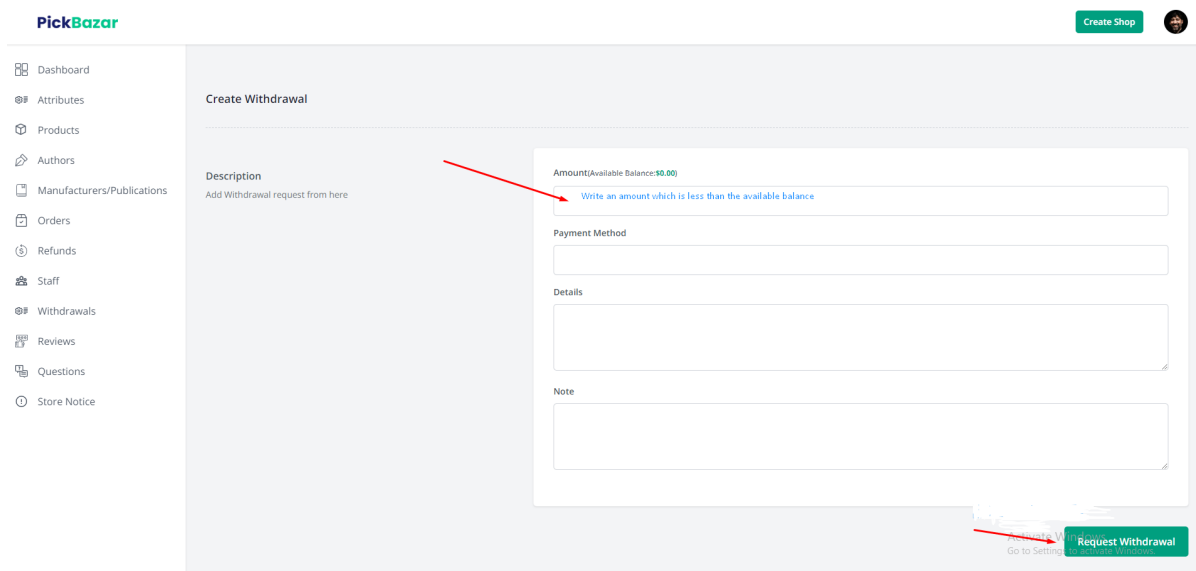 PickBazar
Create Shop
Dashboard
Attributes
Products
Authors
Manufacturers/Publications
Orders
Refunds
Staff
Withdrawals
Reviews
Questions
Store Notice
Create Withdrawal
Description
Add Withdrawal request from here
Amount(Available Balance:$0.00)
Write an amount which is less than the available balance
Payment Method
Details
Note
Activate Windows
Go to Settings to activate Windows.
Request Withdrawal